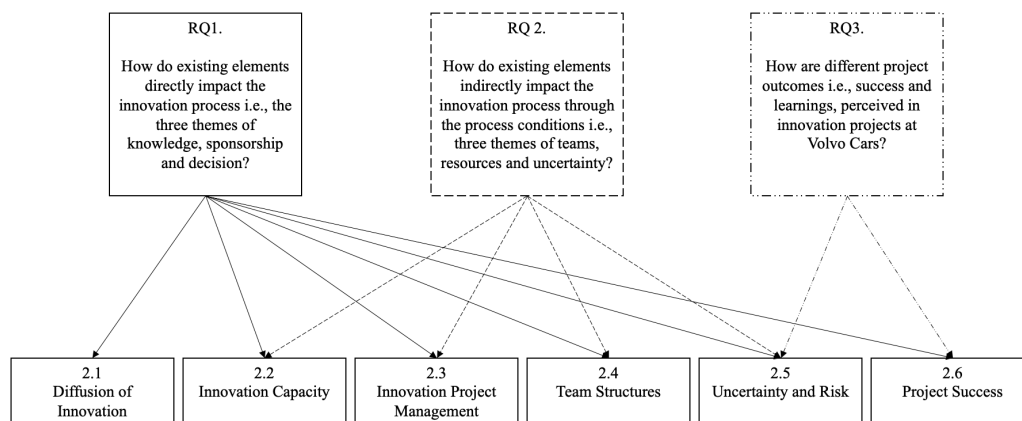 RQ1.
How do existing elements
directly impact the
innovation process i.e., the
three themes of
knowledge, sponsorship
and decision?
RQ 2.
How do existing elements
indirectly impact the
innovation process through
the process conditions i.e.,
three themes of teams,
resources and uncertainty?
RQ3.
How are different project
outcomes i.e., success and
learnings, perceived in
innovation projects at
Volvo Cars?
2.1
Diffusion of
Innovation
2.2
Innovation Capacity
2.3
Innovation Project
Management
2.4
Team Structures
2.5
Uncertainty and Risk
2.6
Project Success